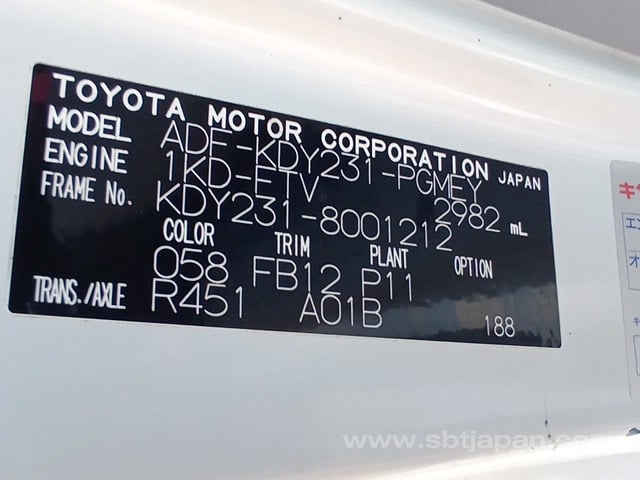 TOYOTA MOTOR CORPORATION JAPAN
MODEL ADF-KDY231-PGMEY
ENGINE 1KD-FTV 2982 mL
FRAME No. KDY231-8001212
COLOR TRIM PLANT OPTION
058 FB12 P11
TRANS./AXLE R451 A01B 188
www.sbtjapan.com